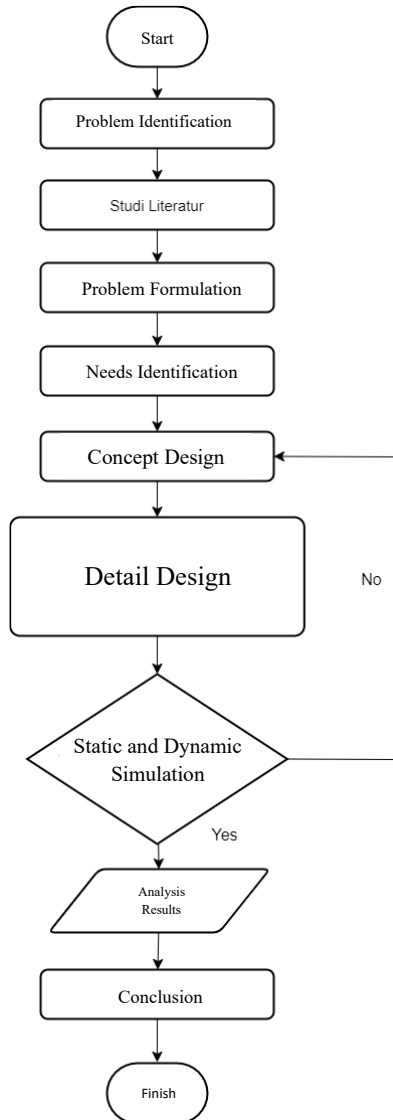 Start
Problem Identification
Studi Literatur
Problem Formulation
Needs Identification
Concept Design
Detail Design
No
Static and Dynamic
Simulation
Yes
Analysis
Results
Conclusion
Finish